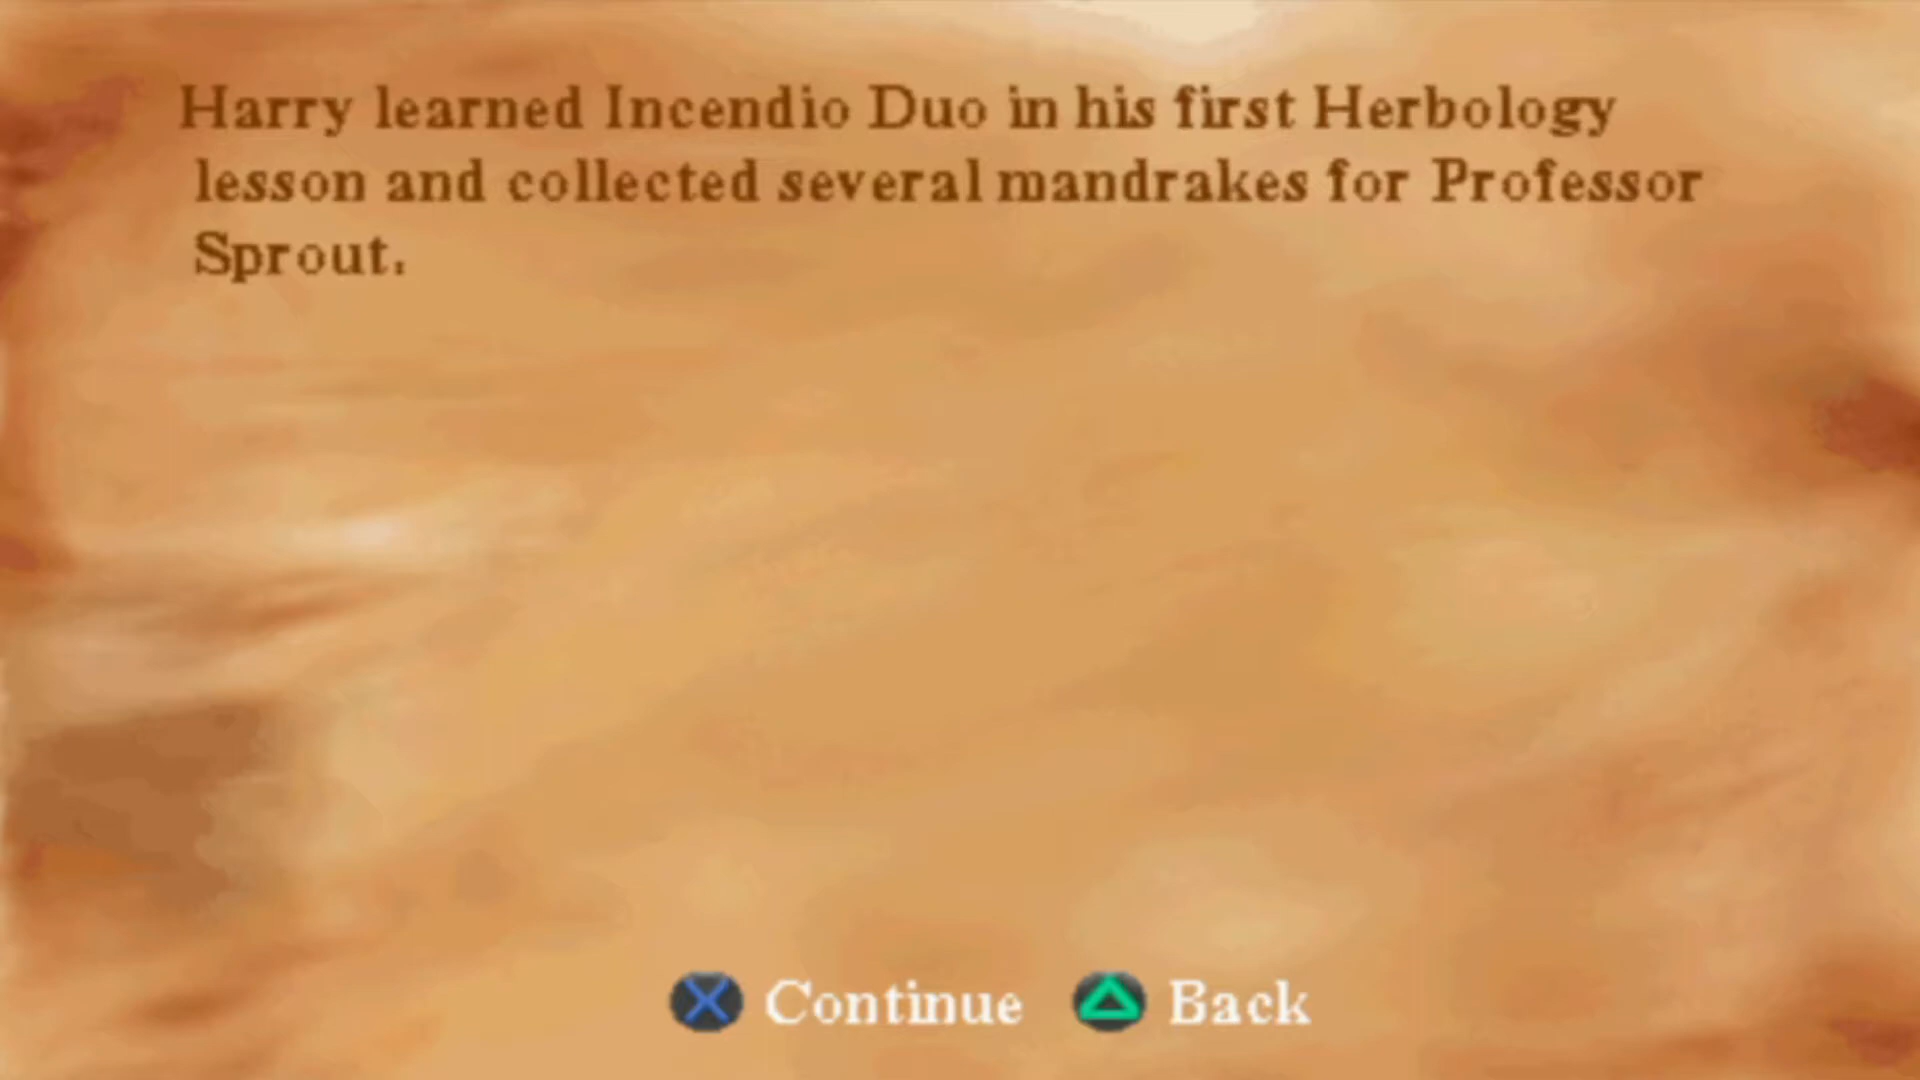 Harry learned Incendio Duo in his first Herbology
lesson and collected several mandrakes for Professor
Sprout.
Continue Back